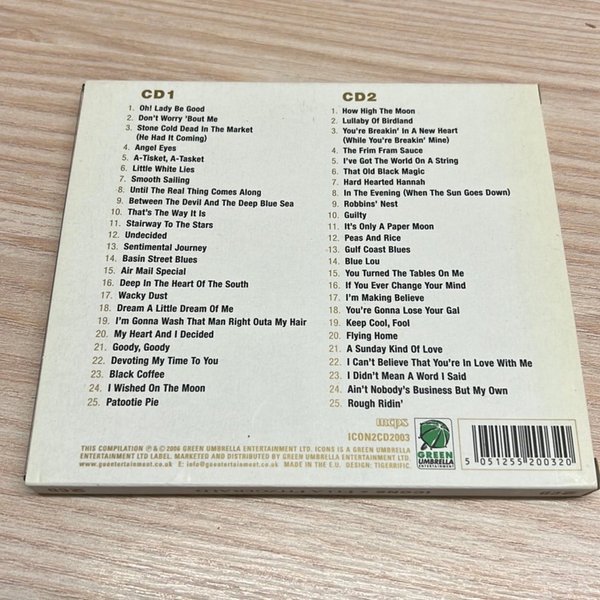 CD1
1. Oh! Lady Be Good
2. Don't Worry 'Bout Me
3. Stone Cold Dead In The Market
(He Had It Coming)
4. Angel Eyes
5. A-Tisket, A-Tasket
6. Little White Lies
7. Smooth Sailing
8. Until The Real Thing Comes Along
9. Between The Devil And The Deep Blue Sea
10. That's The Way It Is
11. Stairway To The Stars
12. Undecided
13. Sentimental Journey
14. Basin Street Blues
15. Air Mail Special
16. Deep In The Heart Of The South
17. Wacky Dust
18. Dream A Little Dream Of Me
19. I'm Gonna Wash That Man Right Outa My Hair
20. My Heart And I Decided
21. Goody, Goody
22. Devoting My Time To You
23. Black Coffee
24. I Wished On The Moon
25. Patootie Pie
CD2
1. How High The Moon
2. Lullaby Of Birdland
3. You're Breakin' In A New Heart
(While You're Breakin' Mine)
4. The Frim Fram Sauce
5. I've Got The World On A String
6. That Old Black Magic
7. Hard Hearted Hannah
8. In The Evening (When The Sun Goes Down)
9. Robbins' Nest
10. Guilty
11. It's Only A Paper Moon
12. Peas And Rice
13. Gulf Coast Blues
14. Blue Lou
15. You Turned The Tables On Me
16. If You Ever Change Your Mind
17. I'm Making Believe
18. You're Gonna Lose Your Gal
19. Keep Cool, Fool
20. Flying Home
21. A Sunday Kind Of Love
22. I Can't Believe That You're In Love With Me
23. I Didn't Mean A Word I Said
24. Ain't Nobody's Business But My Own
25. Rough Ridin'
mcps
ICON2CD2003
GREEN
UMBRELLA
ENTERTAINMENT
5 051255 200320
THIS COMPILATION ℗ & © 2006 GREEN UMBRELLA ENTERTAINMENT LTD. ICONS IS A GREEN UMBRELLA
ENTERTAINMENT LTD LABEL. MARKETED AND DISTRIBUTED BY GREEN UMBRELLA ENTERTAINMENT LTD.
www.guentertainment.co.uk E: info@guentertainment.co.uk MADE IN THE E.U. DESIGN: TIGERRIFIC